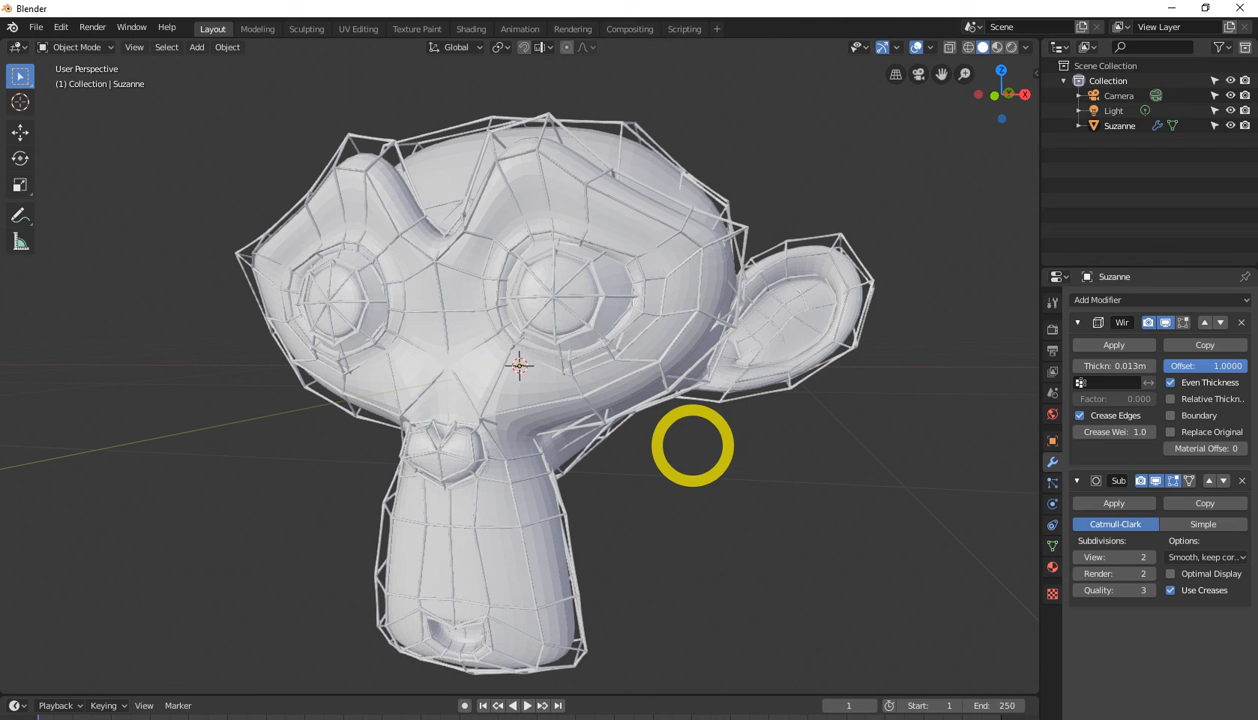 Blender
File Edit Render Window Help Layout Modeling Sculpting UV Editing Texture Paint Shading Animation Rendering Compositing Scripting + Scene View Layer
Object Mode View Select Add Object Global
User Perspective
(1) Collection | Suzanne
Z
X
Y
Scene Collection
Collection
Camera
Light
Suzanne
Suzanne
Add Modifier
Wir
Apply Copy
Thickn: 0.013m Offset: 1.0000
Even Thickness
Factor: 0.000 Relative Thickn..
Crease Edges Boundary
Crease Wei: 1.0 Replace Original
Material Offse: 0
Sub
Apply Copy
Catmull-Clark Simple
Subdivisions: Options:
View: 2 Smooth, keep cor..
Render: 2 Optimal Display
Quality: 3 Use Creases
Playback Keying View Marker 1 Start: 1 End: 250